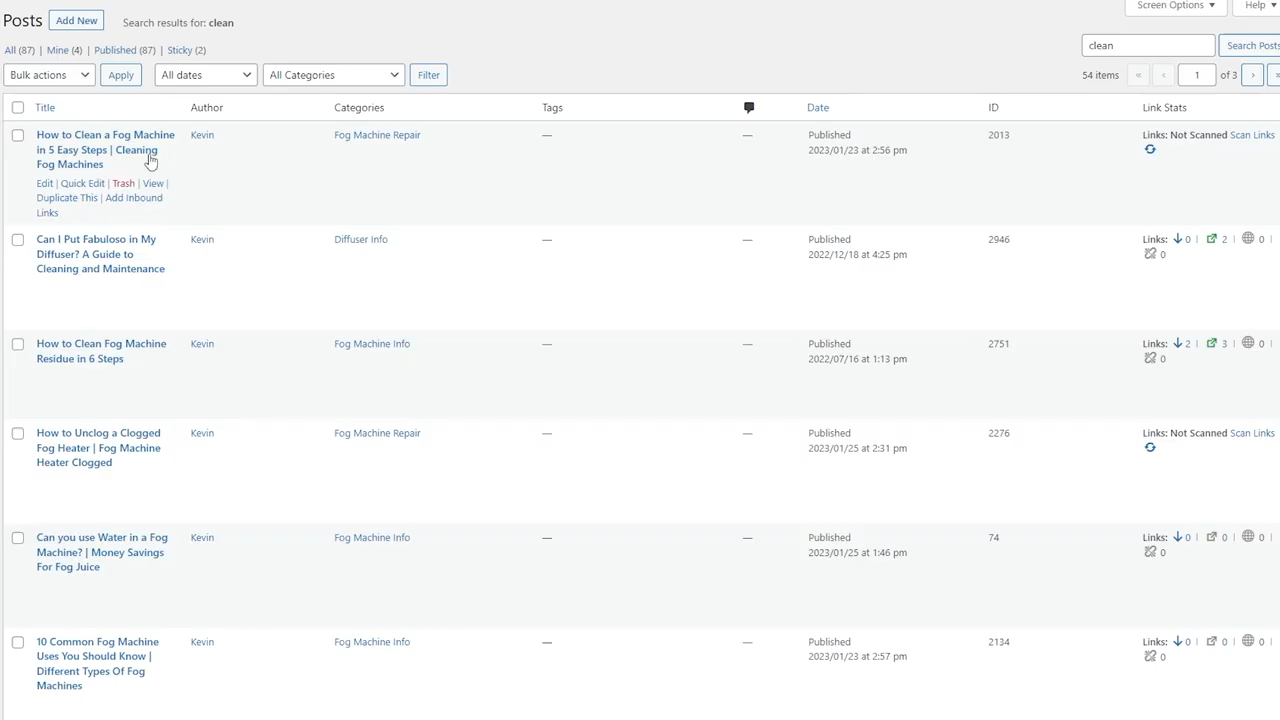 Screen Options ▼ Help ▼
Posts Add New Search results for: clean
All (87) | Mine (4) | Published (87) | Sticky (2)
clean Search Posts
Bulk actions Apply All dates All Categories Filter 54 items « ‹ 1 of 3 ›
Title Author Categories Tags Date ID Link Stats
How to Clean a Fog Machine Kevin Fog Machine Repair — — Published 2013 Links: Not Scanned Scan Links
in 5 Easy Steps | Cleaning 2023/01/23 at 2:56 pm
Fog Machines
Edit | Quick Edit | Trash | View |
Duplicate This | Add Inbound
Links
Can I Put Fabuloso in My Kevin Diffuser Info — — Published 2946 Links: 0 | 2 | 0 |
Diffuser? A Guide to 2022/12/18 at 4:25 pm 0
Cleaning and Maintenance
How to Clean Fog Machine Kevin Fog Machine Info — — Published 2751 Links: 2 | 3 | 0 |
Residue in 6 Steps 2022/07/16 at 1:13 pm 0
How to Unclog a Clogged Kevin Fog Machine Repair — — Published 2276 Links: Not Scanned Scan Links
Fog Heater | Fog Machine 2023/01/25 at 2:31 pm
Heater Clogged
Can you use Water in a Fog Kevin Fog Machine Info — — Published 74 Links: 0 | 0 | 0 |
Machine? | Money Savings 2023/01/25 at 1:46 pm 0
For Fog Juice
10 Common Fog Machine Kevin Fog Machine Info — — Published 2134 Links: 0 | 0 | 0 |
Uses You Should Know | 2023/01/23 at 2:57 pm 0
Different Types Of Fog
Machines